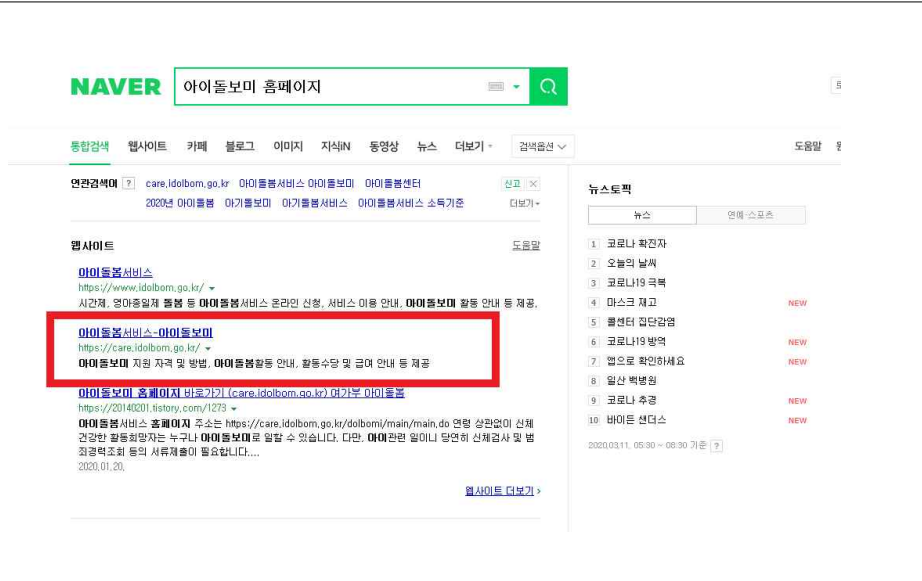 NAVER 아이돌보미 홈페이지
통합검색 웹사이트 카페 블로그 이미지 지식iN 동영상 뉴스 더보기 검색옵션 도움말
연관검색어 ? care.idolbom.go.kr 아이돌봄서비스 아이돌보미 아이돌봄센터 신고 ×
2020년 아이돌봄 아기돌보미 아기돌봄서비스 아이돌봄서비스 소득기준 더보기
웹사이트 도움말
아이돌봄서비스
https://www.idolbom.go.kr/
시간제, 영아종일제 돌봄 등 아이돌봄서비스 온라인 신청, 서비스 이용 안내, 아이돌보미 활동 안내 등 제공.
아이돌봄서비스-아이돌보미
https://care.idolbom.go.kr/
아이돌보미 지원 자격 및 방법, 아이돌봄활동 안내, 활동수당 및 급여 안내 등 제공
아이돌보미 홈페이지 바로가기 (care.idolbom.go.kr) 여가부 아이돌봄
https://20140201.tistory.com/1273
아이돌봄서비스 홈페이지 주소는 https://care.idolbom.go.kr/dolbomi/main/main.do 연령 상관없이 신체
건강한 활동희망자는 누구나 아이돌보미로 일할 수 있습니다. 다만, 아이관련 일이니 당연히 신체검사 및 범
죄경력조회 등의 서류제출이 필요합니다....
2020.01.20.
웹사이트 더보기 >
뉴스토픽
뉴스 연예·스포츠
1 코로나 확진자
2 오늘의 날씨
3 코로나19 극복
4 마스크 재고 NEW
5 콜센터 집단감염
6 코로나19 방역 NEW
7 앱으로 확인하세요 NEW
8 일산 백병원
9 코로나 추경 NEW
10 바이든 샌더스 NEW
2020.03.11. 05:30 ~ 08:30 기준 ?